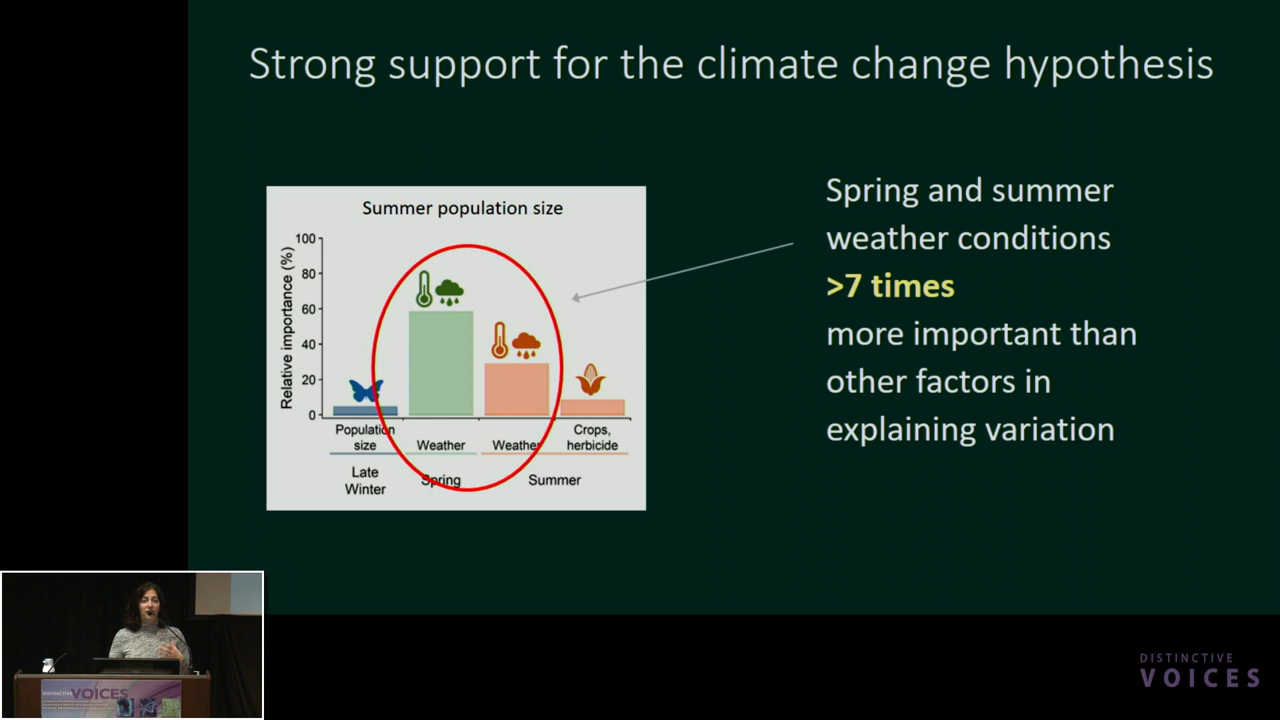 Strong support for the climate change hypothesis
Summer population size
Relative importance (%)
100
80
60
40
20
0
Population
size
Weather
Weather
Crops,
herbicide
Late
Winter
Spring
Summer
Spring and summer
weather conditions
>7 times
more important than
other factors in
explaining variation
DISTINCTIVE VOICES
DISTINCTIVE
VOICES